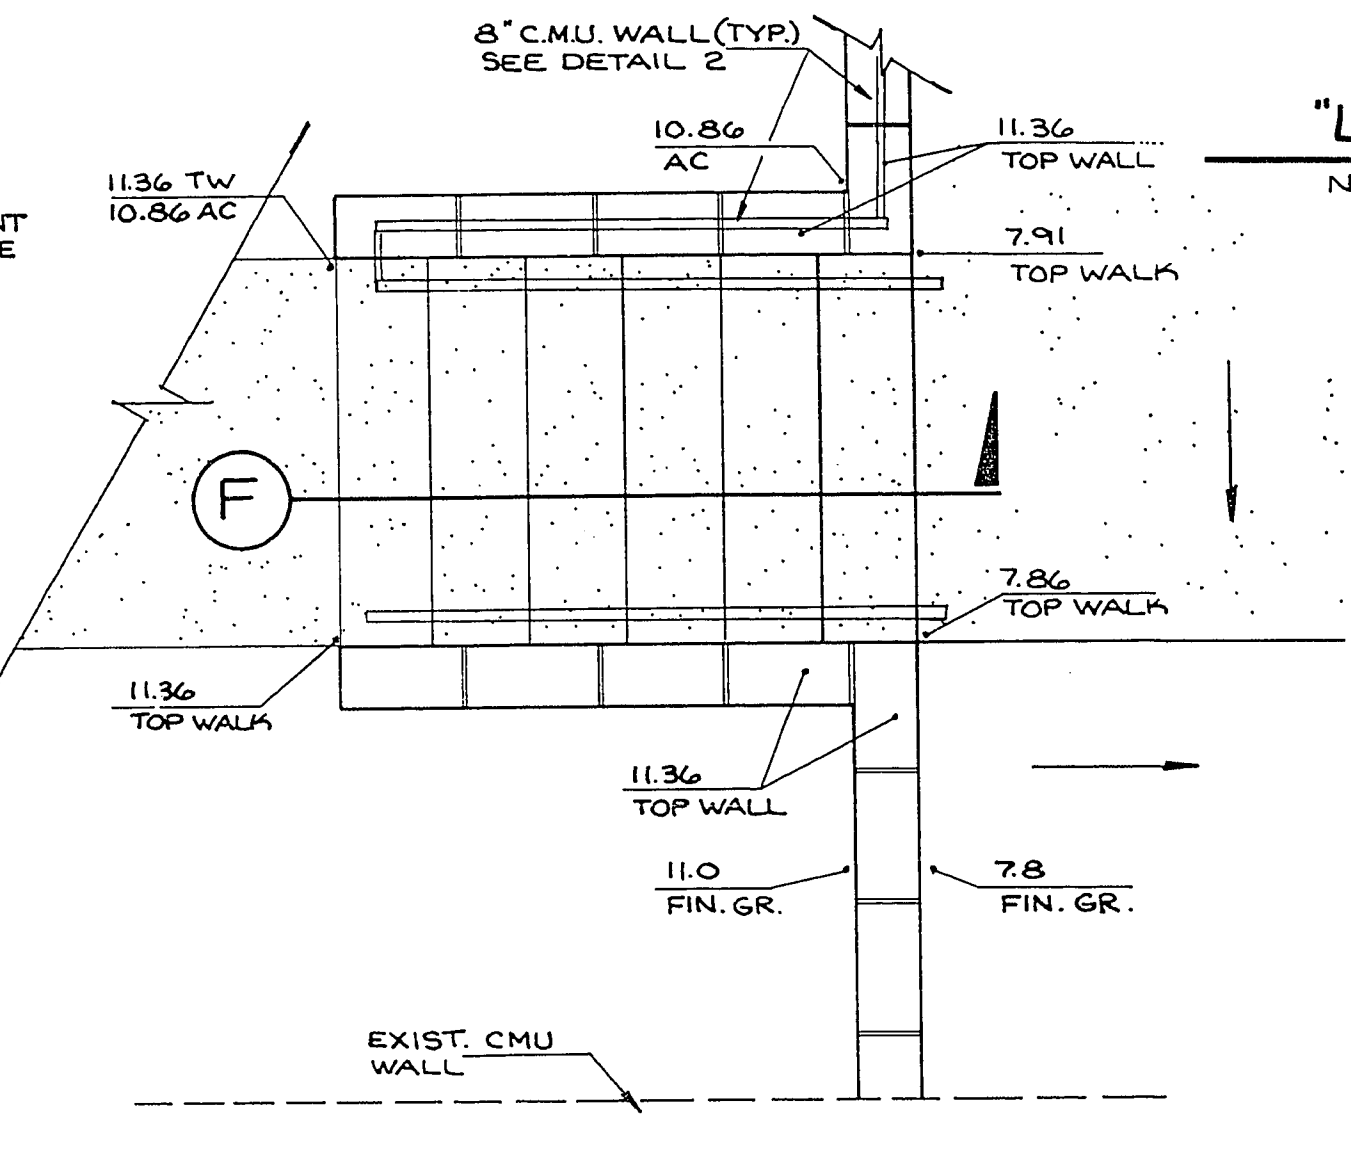 8" C.M.U. WALL (TYP.)
SEE DETAIL 2
"L
10.86
AC
11.36
TOP WALL
N
11.36 TW
10.86 AC
NT
E
7.91
TOP WALK
F
7.86
TOP WALK
11.36
TOP WALK
11.36
TOP WALL
11.0
FIN. GR.
7.8
FIN. GR.
EXIST. CMU
WALL